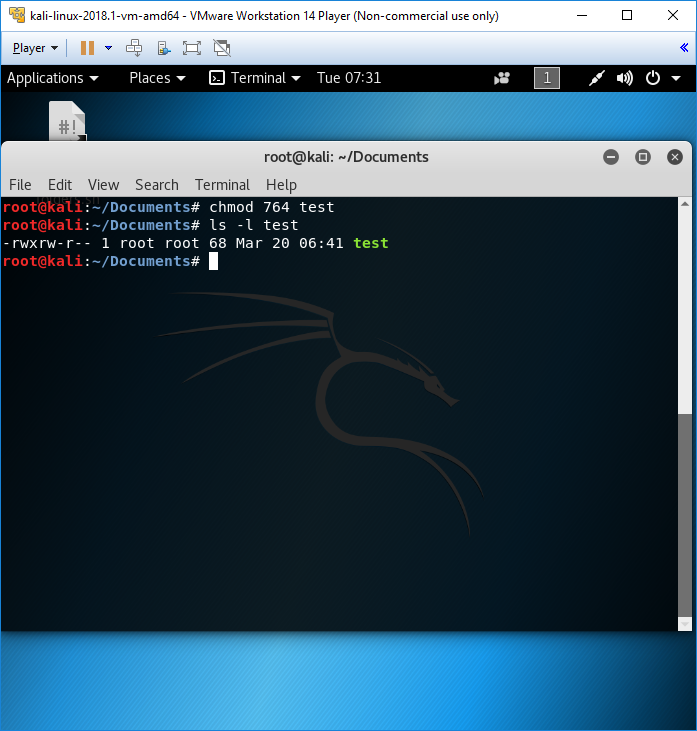 kali-linux-2018.1-vm-amd64 - VMware Workstation 14 Player (Non-commercial use only)
Player
Applications Places Terminal Tue 07:31 1
#!
root@kali: ~/Documents
File Edit View Search Terminal Help
root@kali:~/Documents# chmod 764 test
root@kali:~/Documents# ls -l test
-rwxrw-r-- 1 root root 68 Mar 20 06:41 test
root@kali:~/Documents#